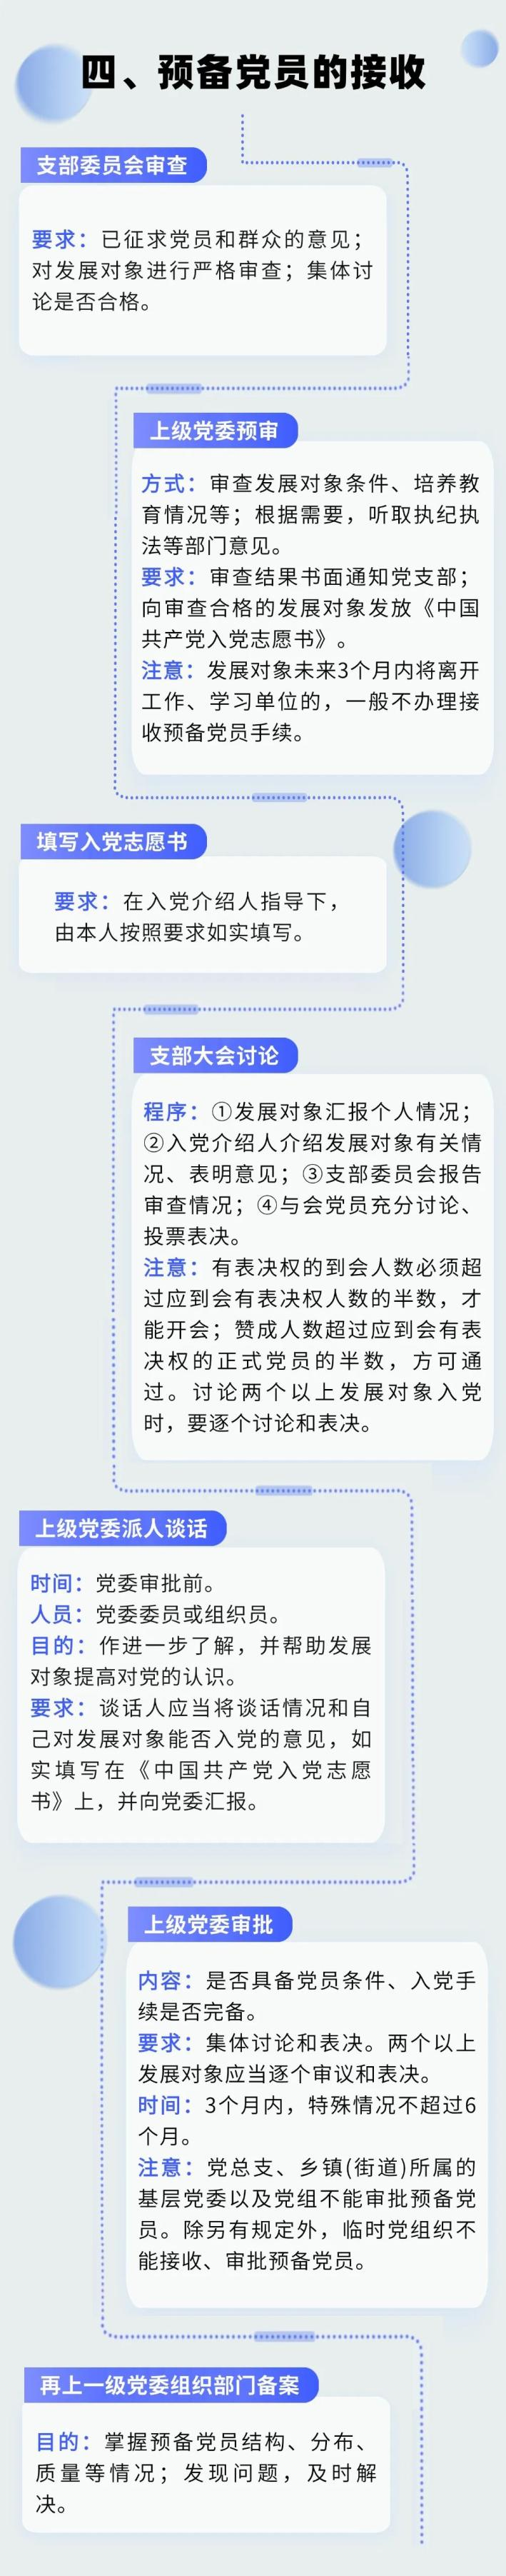 四、预备党员的接收
支部委员会审查
要求：已征求党员和群众的意见；
对发展对象进行严格审查；集体讨
论是否合格。
上级党委预审
方式：审查发展对象条件、培养教
育情况等；根据需要，听取执纪执
法等部门意见。
要求：审查结果书面通知党支部；
向审查合格的发展对象发放《中国
共产党入党志愿书》。
注意：发展对象未来3个月内将离开
工作、学习单位的，一般不办理接
收预备党员手续。
填写入党志愿书
要求：在入党介绍人指导下，
由本人按照要求如实填写。
支部大会讨论
程序：①发展对象汇报个人情况；
②入党介绍人介绍发展对象有关情
况、表明意见；③支部委员会报告
审查情况；④与会党员充分讨论、
投票表决。
注意：有表决权的到会人数必须超
过应到会有表决权人数的半数，才
能开会；赞成人数超过应到会有表
决权的正式党员的半数，方可通
过。讨论两个以上发展对象入党
时，要逐个讨论和表决。
上级党委派人谈话
时间：党委审批前。
人员：党委委员或组织员。
目的：作进一步了解，并帮助发展
对象提高对党的认识。
要求：谈话人应当将谈话情况和自
己对发展对象能否入党的意见，如
实填写在《中国共产党入党志愿
书》上，并向党委汇报。
上级党委审批
内容：是否具备党员条件、入党手
续是否完备。
要求：集体讨论和表决。两个以上
发展对象应当逐个审议和表决。
时间：3个月内，特殊情况不超过6
个月。
注意：党总支、乡镇(街道)所属的
基层党委以及党组不能审批预备党
员。除另有规定外，临时党组织不
能接收、审批预备党员。
再上一级党委组织部门备案
目的：掌握预备党员结构、分布、
质量等情况；发现问题，及时解
决。